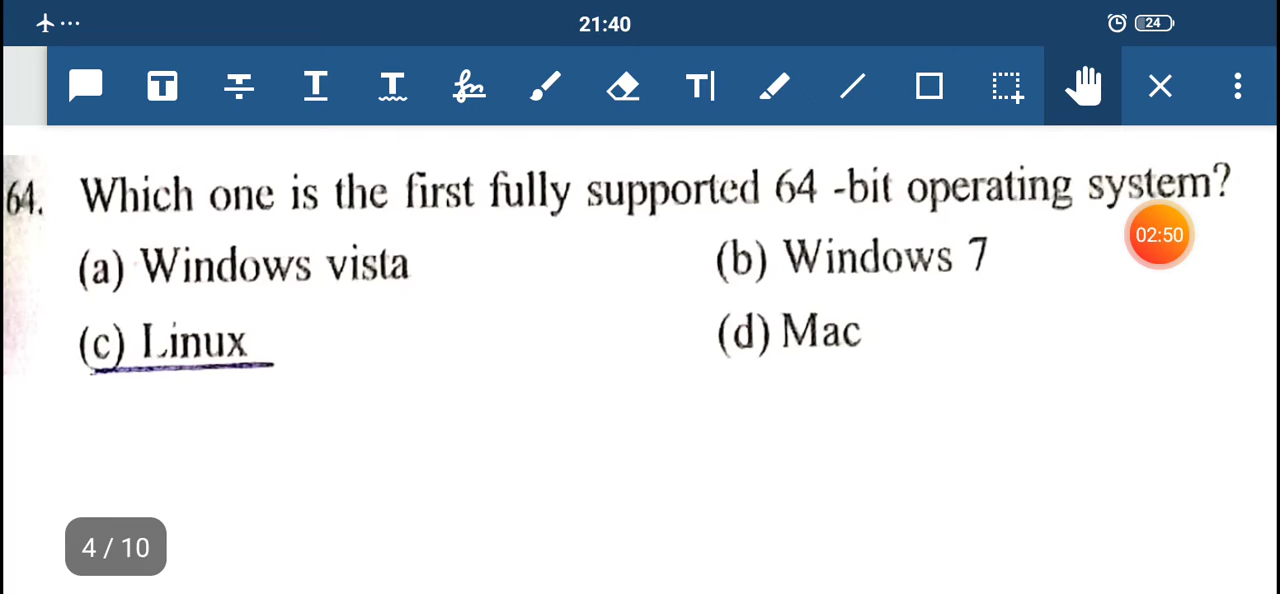 21:40
24
02:50
64. Which one is the first fully supported 64 -bit operating system?
(a) Windows vista
(b) Windows 7
(c) Linux
(d) Mac
4 / 10